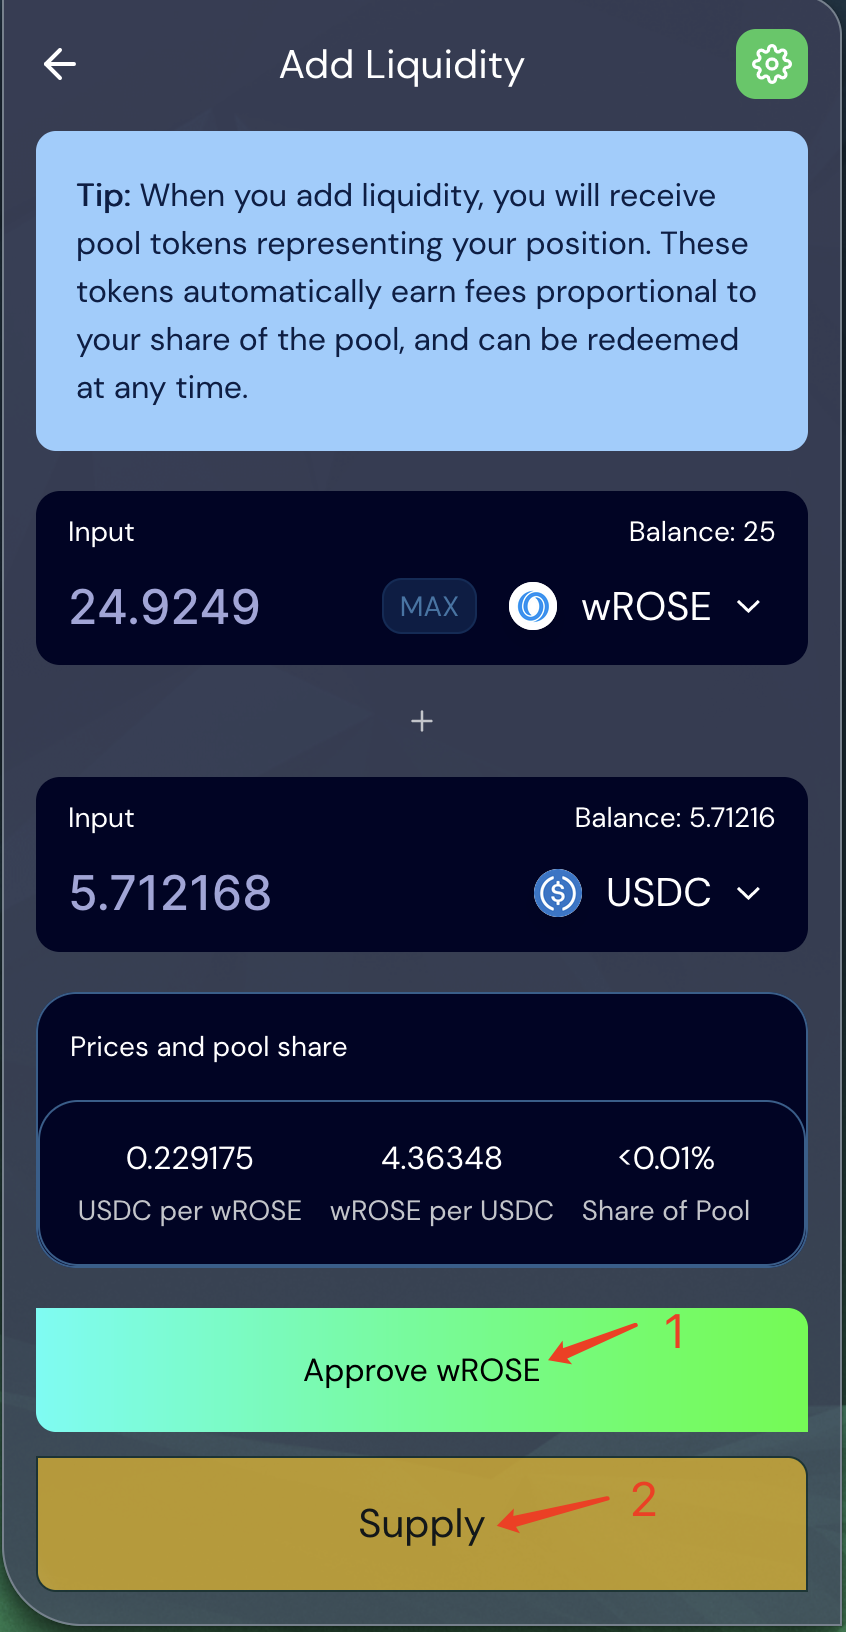 Add Liquidity
Tip: When you add liquidity, you will receive
pool tokens representing your position. These
tokens automatically earn fees proportional to
your share of the pool, and can be redeemed
at any time.
Input
Balance: 25
24.9249
MAX
wROSE
+
Input
Balance: 5.71216
5.712168
USDC
Prices and pool share
0.229175
4.36348
<0.01%
USDC per wROSE
wROSE per USDC
Share of Pool
Approve wROSE
1
Supply
2